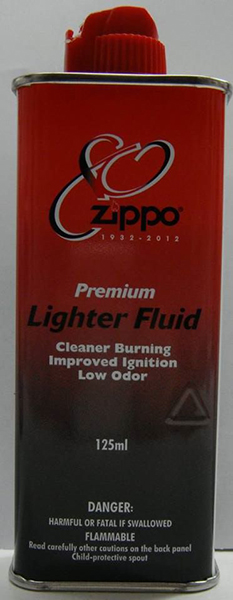 80
Zippo®
1932-2012
Premium
Lighter Fluid
Cleaner Burning
Improved Ignition
Low Odor
125ml
DANGER:
HARMFUL OR FATAL IF SWALLOWED
FLAMMABLE
Read carefully other cautions on the back panel
Child-protective spout